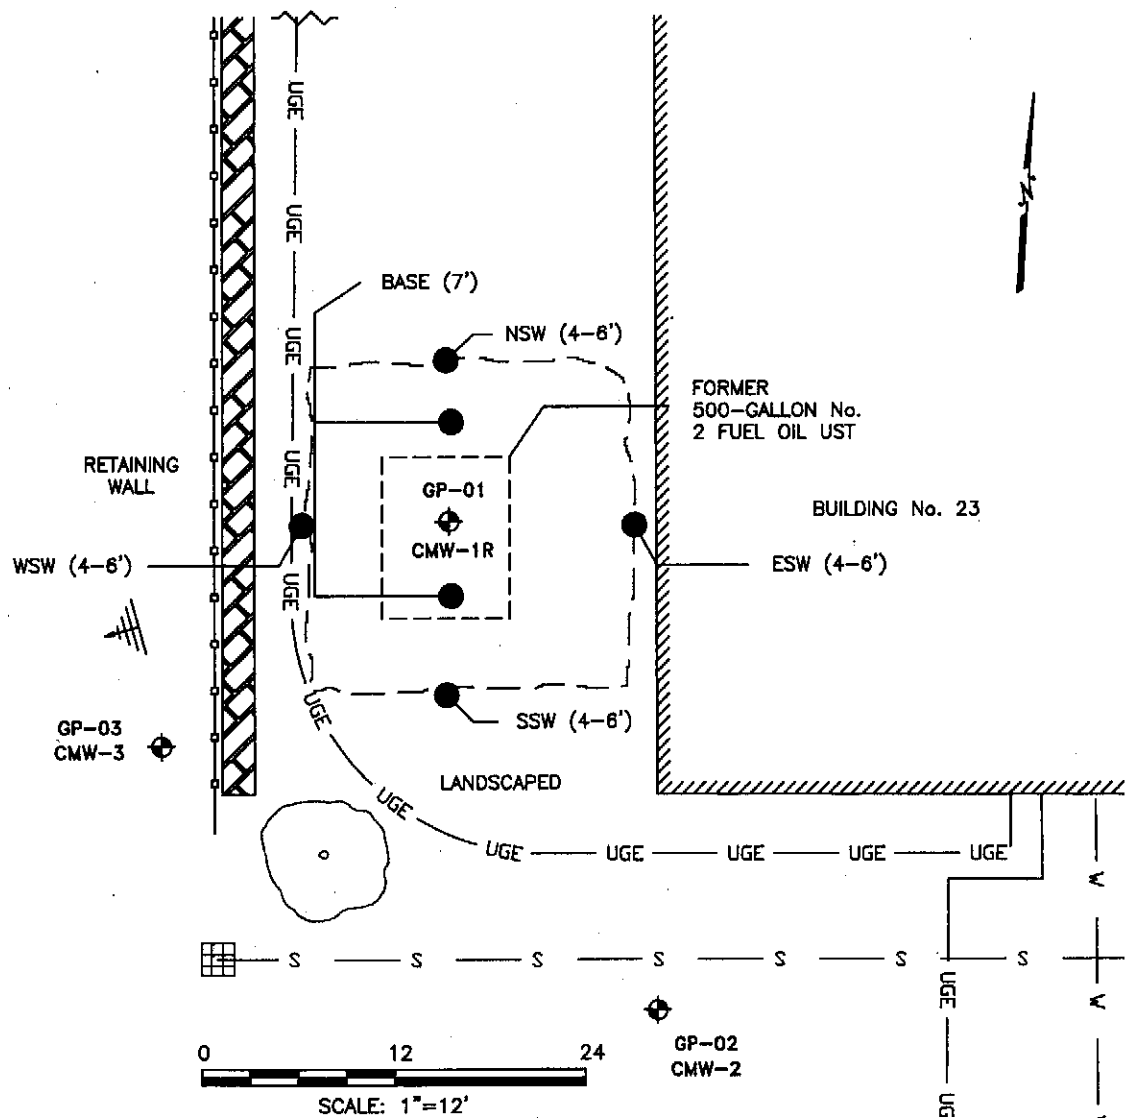 UGE
UGE
BASE (7')
N
UGE
NSW (4-6')
FORMER
500-GALLON No.
2 FUEL OIL UST
RETAINING
WALL
UGE
GP-01
CMW-1R
BUILDING No. 23
WSW (4-6')
ESW (4-6')
UGE
UGE
SSW (4-6')
GP-03
CMW-3
LANDSCAPED
UGE
UGE
UGE
UGE
UGE
UGE
W
S
S
S
S
S
S
S
UGE
W
GP-02
CMW-2
0 12 24
SCALE: 1"=12'